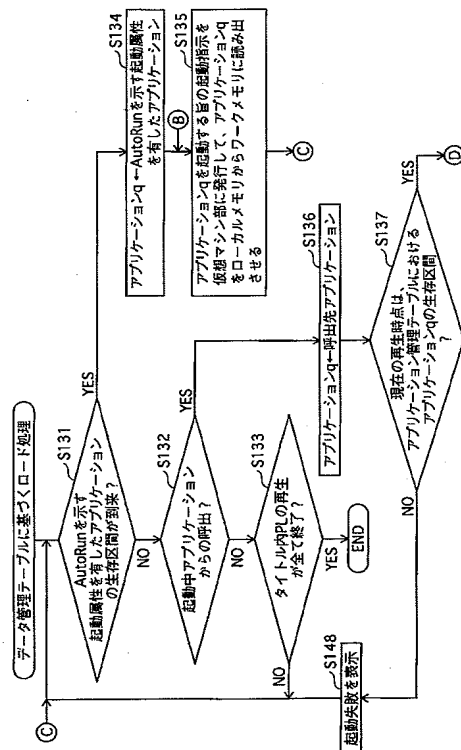 データ管理テーブルに基づくロード処理
C
S131
AutoRunを示す
起動属性を有したアプリケーション
の生存区間が到来？
YES
NO
S134
アプリケーションq ←AutoRunを示す起動属性
を有したアプリケーション
B
S135
アプリケーションqを起動する旨の起動指示を
仮想マシン部に発行して、アプリケーションq
をローカルメモリからワークメモリに読み出
させる
C
S132
起動中アプリケーション
からの呼出？
YES
NO
S133
タイトル内PLの再生
が全て終了？
NO
YES
END
S136
アプリケーションq←呼出先アプリケーション
S137
現在の再生時点は、
アプリケーション管理テーブルにおける
アプリケーションqの生存区間
？
YES
D
NO
S148
起動失敗を表示